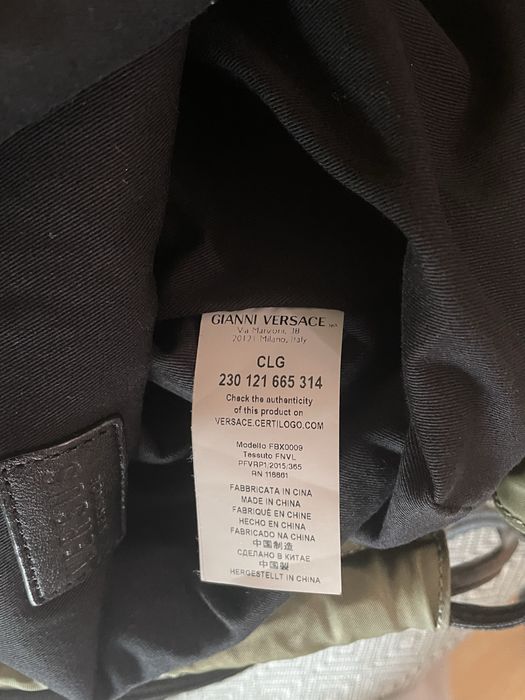 GIANNI VERSACE SPA
Via Manzoni, 38
20121 Milano, Italy
CLG
230 121 665 314
Check the authenticity
of this product on
VERSACE.CERTILOGO.COM
Modello FBX0009
Tessuto FNVL
PFVRP1.2015.365
RN 118661
FABBRICATA IN CINA
MADE IN CHINA
FABRIQUÉ EN CHINE
HECHO EN CHINA
FABRICADO NA CHINA
中国制造
СДЕЛАНО В КИТАЕ
中国製
HERGESTELLT IN CHINA